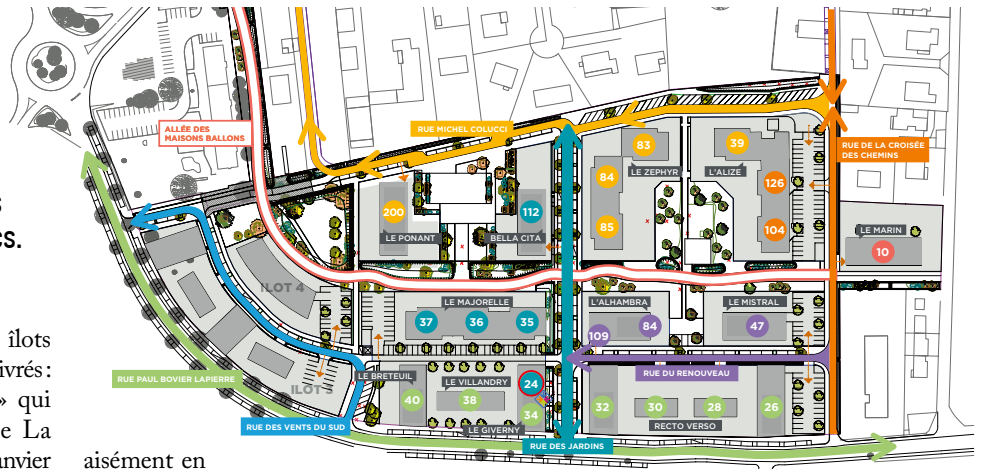 s
es.
îlots
ivrés :
» qui
e La
anvier
aisément en
ALLÉE DES
MAISONS BALLONS
RUE MICHEL COLUCCI
RUE DE LA CROISÉE
DES CHEMINS
83
39
LE ZEPHYR
L'ALIZE
84
126
85
104
200
112
LE PONANT
BELLA CITA
LE MARIN
10
ILOT 4
LE MAJORELLE
37
36
35
L'ALHAMBRA
109
84
LE MISTRAL
47
RUE PAUL BOVIER LAPIERRE
ILOT 3
LE BRETEUIL
LE VILLANDRY
24
RUE DU RENOUVEAU
40
38
34
32
30
28
26
RUE DES VENTS DU SUD
LE GIVERNY
RECTO VERSO
RUE DES JARDINS